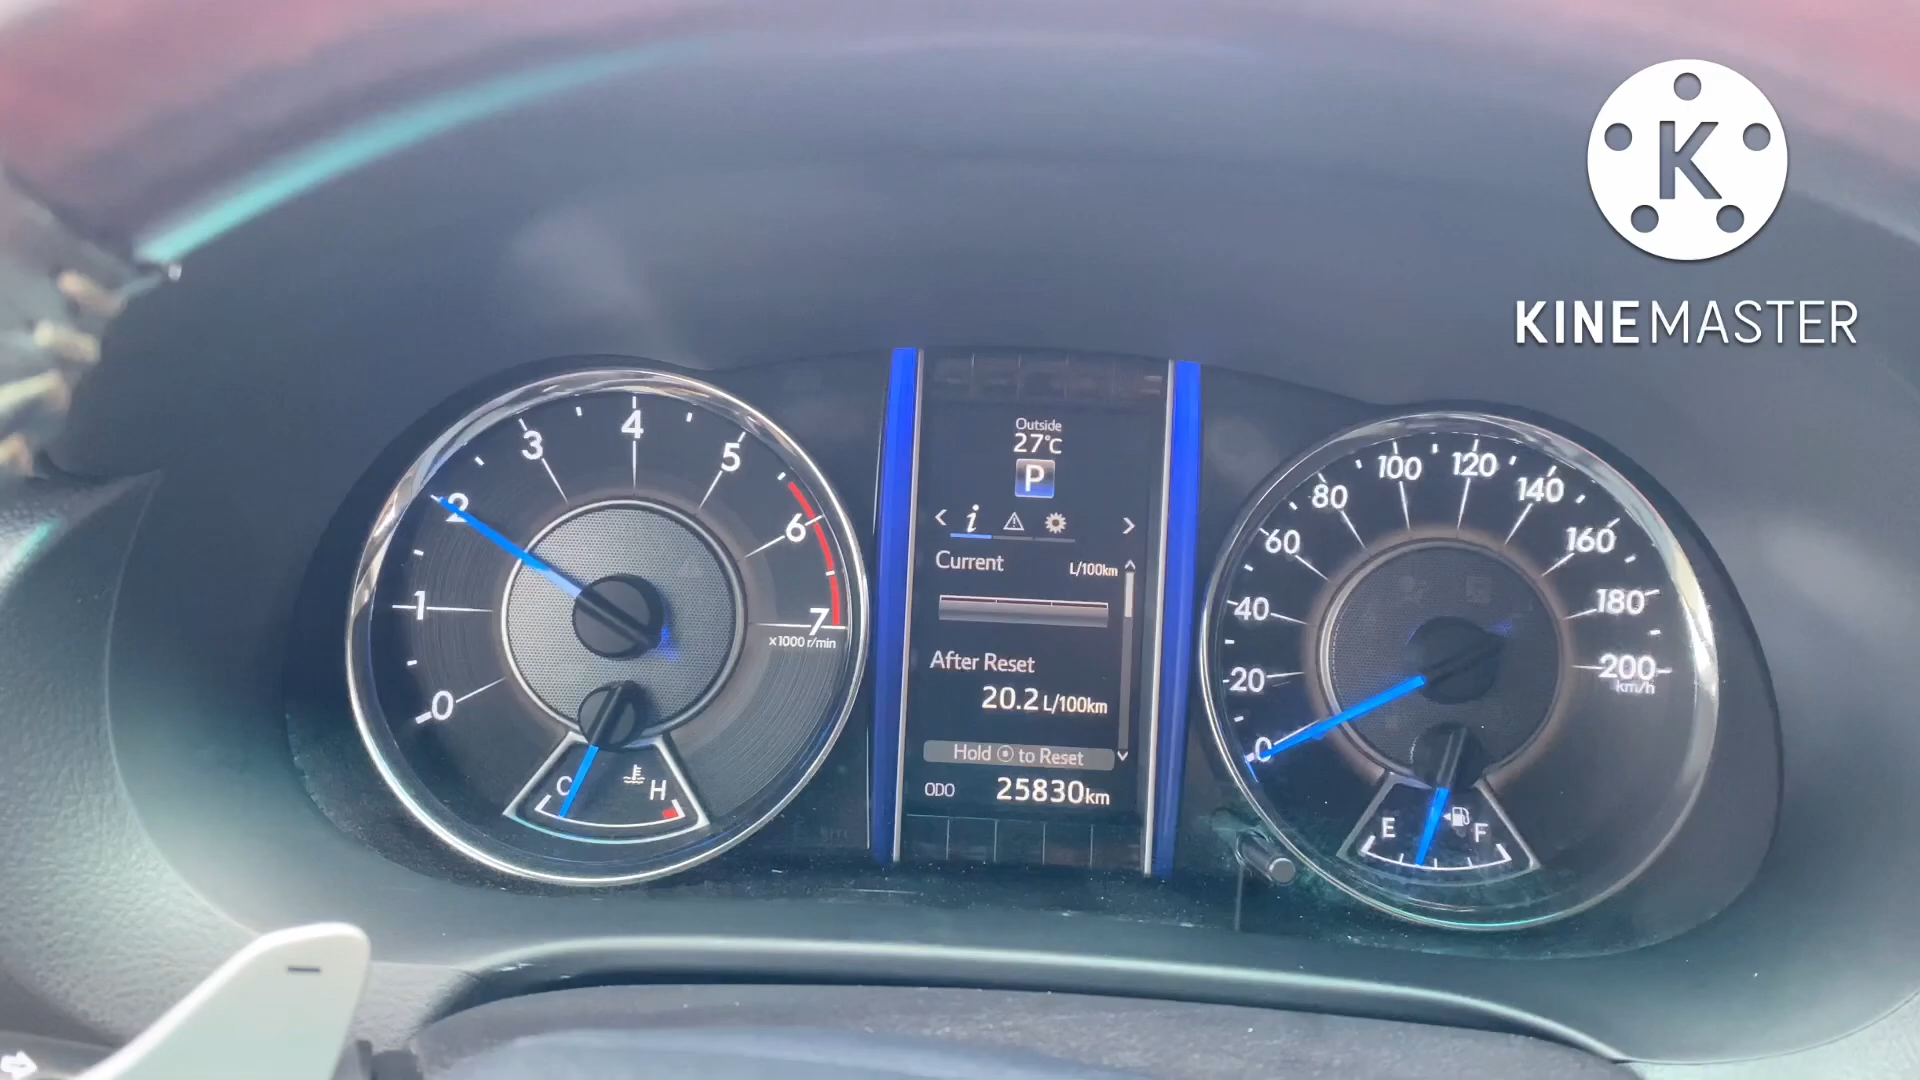 K
KINEMASTER
0
1
2
3
4
5
6
7
x1000 r/min
C
H
Outside
27°C
P
i
Current
L/100km
After Reset
20.2 L/100km
Hold to Reset
ODO
25830km
0
20
40
60
80
100
120
140
160
180
200
km/h
E
F